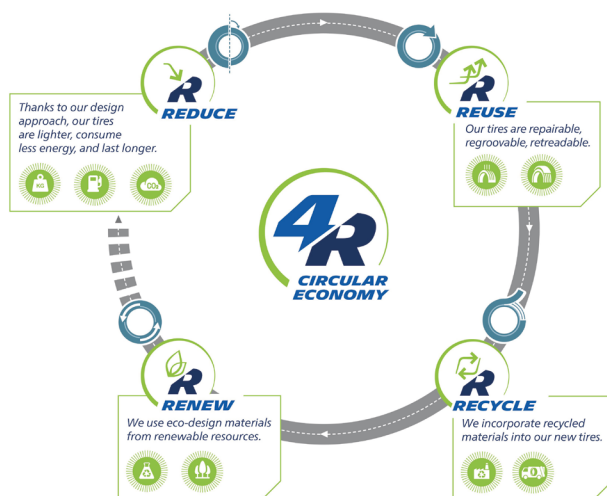 R
REDUCE
Thanks to our design
approach, our tires
are lighter, consume
less energy, and last longer.
KG
CO₂
R
REUSE
Our tires are repairable,
regroovable, retreadable.
4R
CIRCULAR
ECONOMY
R
RENEW
We use eco-design materials
from renewable resources.
R
RECYCLE
We incorporate recycled
materials into our new tires.